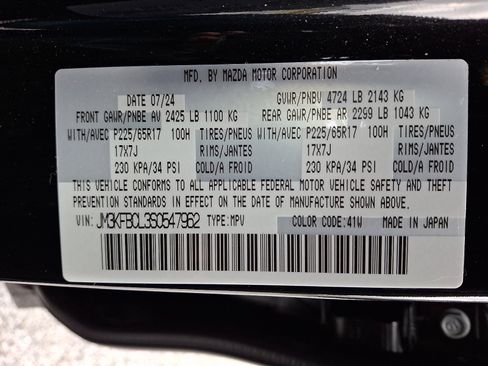 MFD. BY MAZDA MOTOR CORPORATION
DATE 07/24 GVWR/PNBV 4724 LB 2143 KG
FRONT GAWR/PNBE AV 2425 LB 1100 KG REAR GAWR/PNBE AR 2299 LB 1043 KG
WITH/AVEC P225/65R17 100H TIRES/PNEUS WITH/AVEC P225/65R17 100H TIRES/PNEUS
17X7J RIMS/JANTES 17X7J RIMS/JANTES
230 KPA/34 PSI COLD/A FROID 230 KPA/34 PSI COLD/A FROID
THIS VEHICLE CONFORMS TO ALL APPLICABLE FEDERAL MOTOR VEHICLE SAFETY AND THEFT
PREVENTION STANDARDS IN EFFECT ON THE DATE OF MANUFACTURE SHOWN ABOVE.
VIN: JM3KFBCL3S0547962 TYPE: MPV COLOR CODE: 41W MADE IN JAPAN